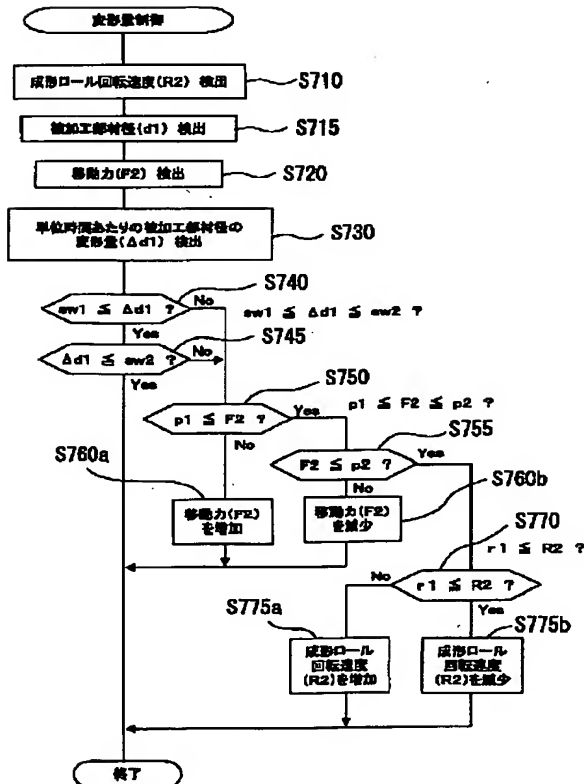 変形量制御
成形ロール回転速度(R2) 検出
S710
被加工部材径(d1) 検出
S715
移動力(F2) 検出
S720
単位時間あたりの被加工部材径の
変形量(Δd1) 検出
S730
S740
sw1 ≦ Δd1 ?
No
sw1 ≦ Δd1 ≦ sw2 ?
Yes
S745
Δd1 ≦ sw2 ?
No
Yes
S750
p1 ≦ F2 ?
Yes
p1 ≦ F2 ≦ p2 ?
No
S755
F2 ≦ p2 ?
Yes
No
S760a
移動力(F2)
を増加
S760b
移動力(F2)
を減少
S770
r1 ≦ R2 ?
r1 ≦ R2 ?
No
Yes
S775a
成形ロール
回転速度
(R2)を増加
S775b
成形ロール
回転速度
(R2)を減少
終了